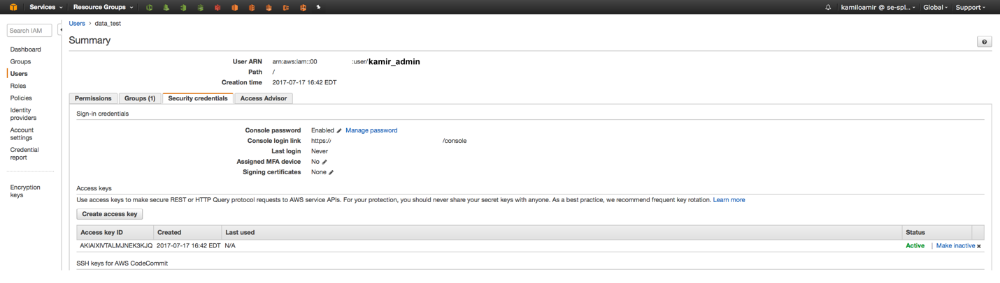 Services Resource Groups kamiloamir @ se-spl... Global Support
Search IAM
Users > data_test
Summary
Dashboard
Groups
Users
Roles
Policies
Identity
providers
Account
settings
Credential
report
Encryption
keys
User ARN arn:aws:iam::00 :user/kamir_admin
Path /
Creation time 2017-07-17 16:42 EDT
Permissions Groups (1) Security credentials Access Advisor
Sign-in credentials
Console password Enabled Manage password
Console login link https:// /console
Last login Never
Assigned MFA device No
Signing certificates None
Access keys
Use access keys to make secure REST or HTTP Query protocol requests to AWS service APIs. For your protection, you should never share your secret keys with anyone. As a best practice, we recommend frequent key rotation. Learn more
Create access key
Access key ID Created Last used Status
AKIAIXIVTALMJNEK3KJQ 2017-07-17 16:42 EDT N/A Active | Make inactive
SSH keys for AWS CodeCommit